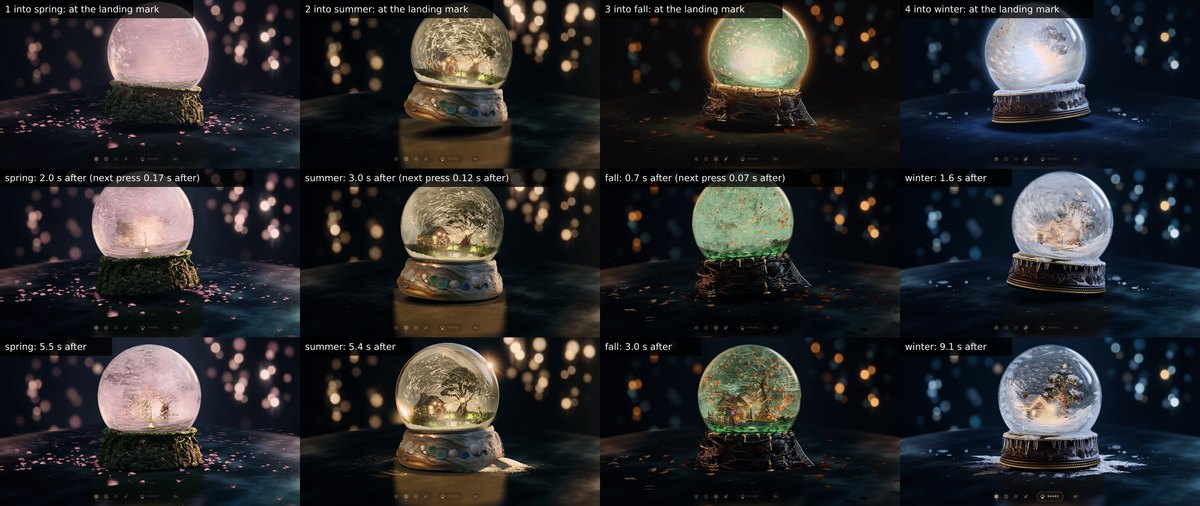 1 into spring: at the landing mark
2 into summer: at the landing mark
3 into fall: at the landing mark
4 into winter: at the landing mark
spring: 2.0 s after (next press 0.17 s after)
summer: 3.0 s after (next press 0.12 s after)
fall: 0.7 s after (next press 0.07 s after)
winter: 1.6 s after
spring: 5.5 s after
summer: 5.4 s after
fall: 3.0 s after
winter: 9.1 s after